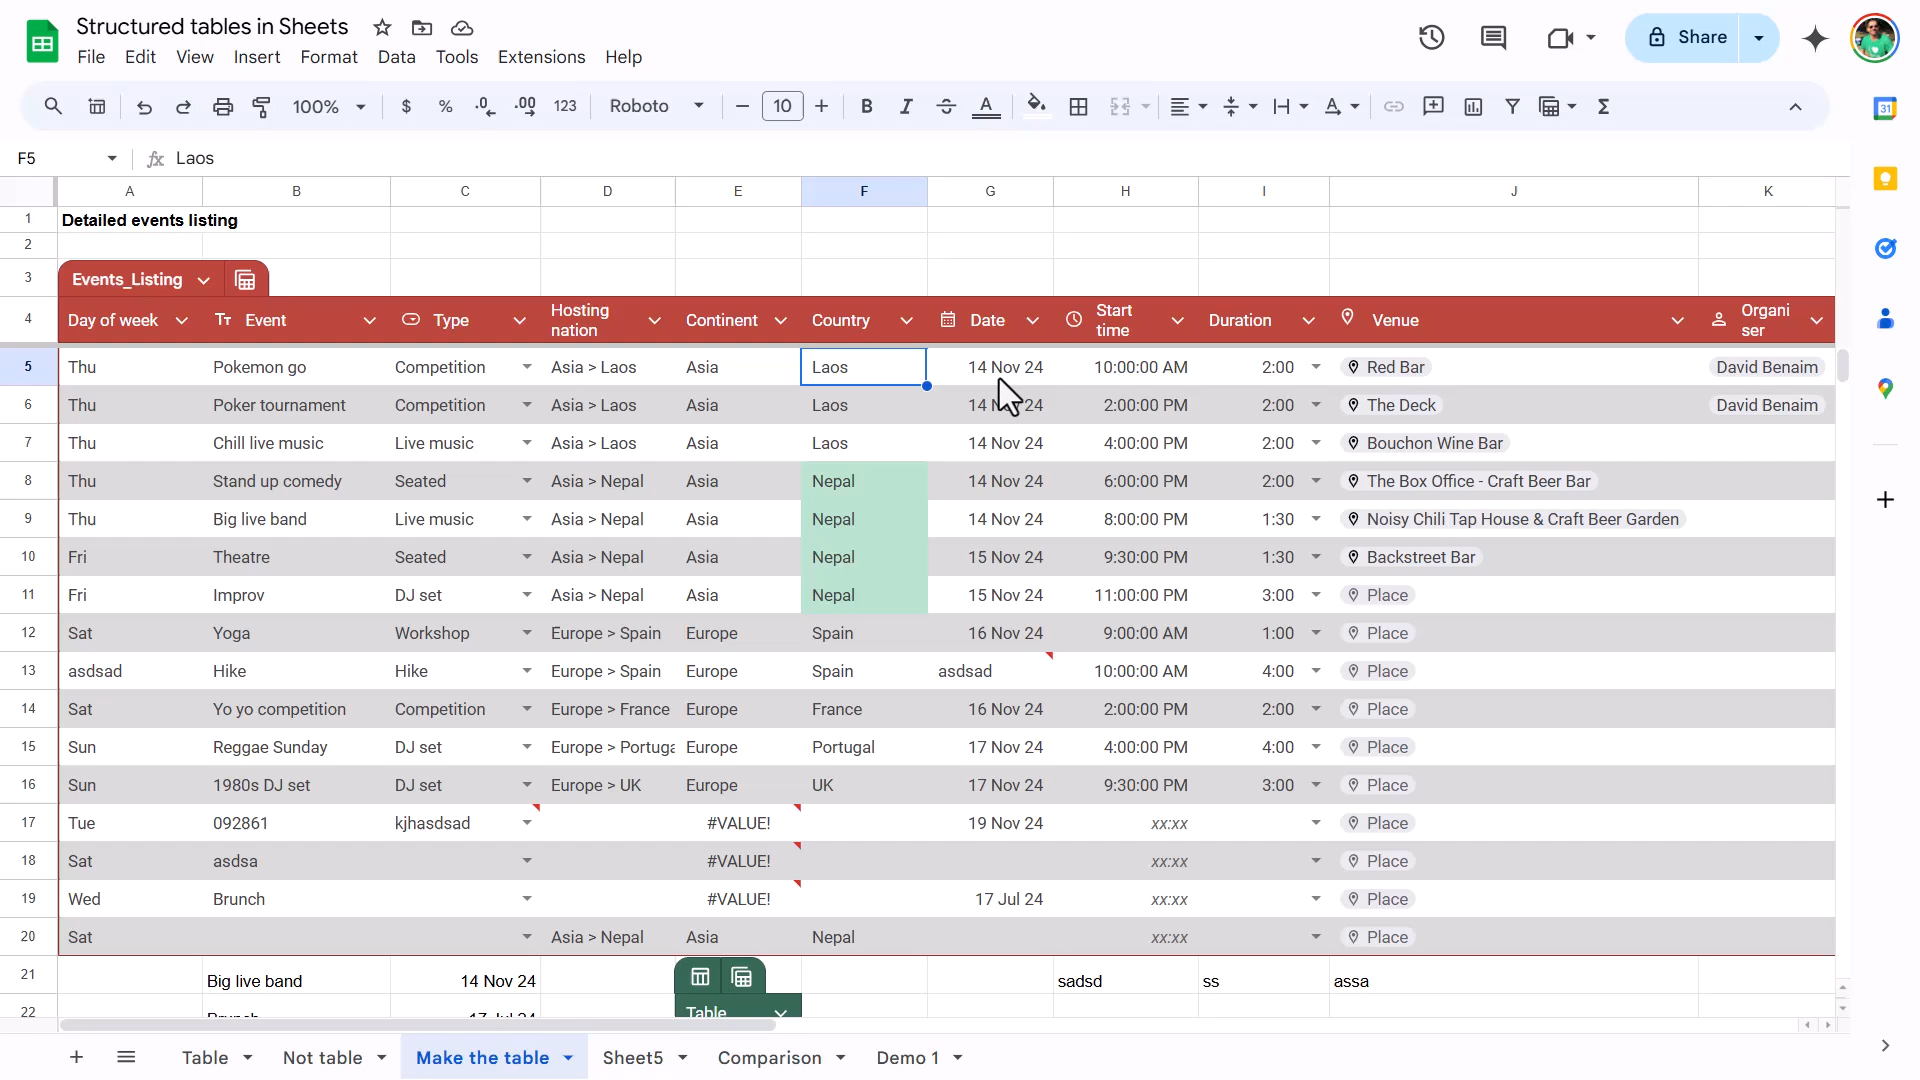 Structured tables in Sheets
File Edit View Insert Format Data Tools Extensions Help
Share
100% $ % .0 .00 123 Roboto 10 B I S A A Σ
31
F5 fx Laos
A B C D E F G H I J K
1 Detailed events listing
2
3 Events_Listing
4 Day of week Tт Event Type Hosting nation Continent Country Date Start time Duration Venue Organi ser
5 Thu Pokemon go Competition Asia > Laos Asia Laos 14 Nov 24 10:00:00 AM 2:00 Red Bar David Benaim
6 Thu Poker tournament Competition Asia > Laos Asia Laos 14 Nov 24 2:00:00 PM 2:00 The Deck David Benaim
7 Thu Chill live music Live music Asia > Laos Asia Laos 14 Nov 24 4:00:00 PM 2:00 Bouchon Wine Bar
8 Thu Stand up comedy Seated Asia > Nepal Asia Nepal 14 Nov 24 6:00:00 PM 2:00 The Box Office - Craft Beer Bar
9 Thu Big live band Live music Asia > Nepal Asia Nepal 14 Nov 24 8:00:00 PM 1:30 Noisy Chili Tap House & Craft Beer Garden
10 Fri Theatre Seated Asia > Nepal Asia Nepal 15 Nov 24 9:30:00 PM 1:30 Backstreet Bar
11 Fri Improv DJ set Asia > Nepal Asia Nepal 15 Nov 24 11:00:00 PM 3:00 Place
12 Sat Yoga Workshop Europe > Spain Europe Spain 16 Nov 24 9:00:00 AM 1:00 Place
13 asdsad Hike Hike Europe > Spain Europe Spain asdsad 10:00:00 AM 4:00 Place
14 Sat Yo yo competition Competition Europe > France Europe France 16 Nov 24 2:00:00 PM 2:00 Place
15 Sun Reggae Sunday DJ set Europe > Portuga Europe Portugal 17 Nov 24 4:00:00 PM 4:00 Place
16 Sun 1980s DJ set DJ set Europe > UK Europe UK 17 Nov 24 9:30:00 PM 3:00 Place
17 Tue 092861 kjhasdsad #VALUE! 19 Nov 24 xx:xx Place
18 Sat asdsa #VALUE! xx:xx Place
19 Wed Brunch #VALUE! 17 Jul 24 xx:xx Place
20 Sat Asia > Nepal Asia Nepal xx:xx Place
21 Big live band 14 Nov 24 sadsd ss assa
22 Brunch 17 Jul 24 Table
Table Not table Make the table Sheet5 Comparison Demo 1